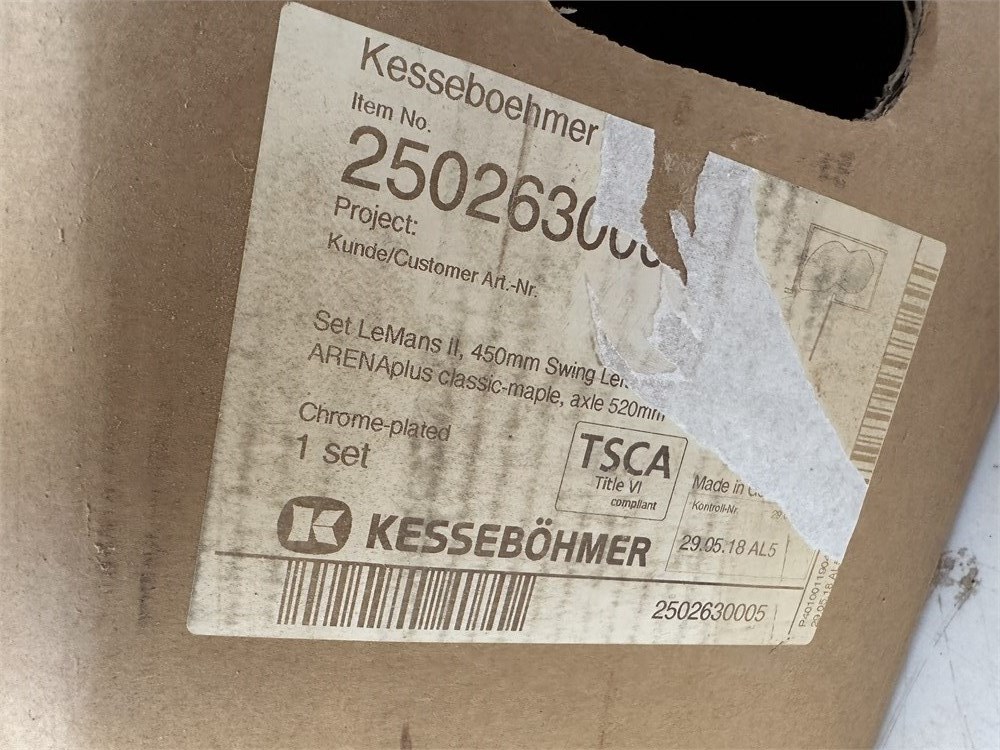 Kesseboehmer
Item No.
2502630005
Project:
Kunde/Customer Art.-Nr.
Set LeMans II, 450mm Swing
ARENAplus classic-maple, axle 520mm
Chrome-plated
1 set
TSCA
Title VI
compliant
Made in
Kontroll-Nr.
29.05.18 AL5
K KESSEBÖHMER
2502630005